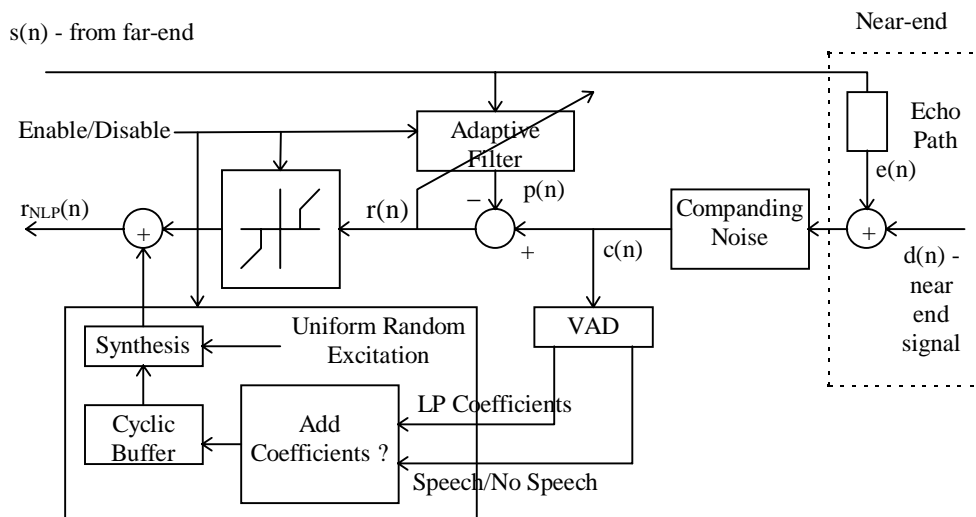 Near-end
s(n) - from far-end
Enable/Disable
Adaptive
Filter
Echo
Path
e(n)
p(n)
r_NLP(n)
r(n)
−
+
+
+
c(n)
Companding
Noise
d(n) -
near
end
signal
Uniform Random
Excitation
Synthesis
VAD
LP Coefficients
Cyclic
Buffer
Add
Coefficients ?
Speech/No Speech